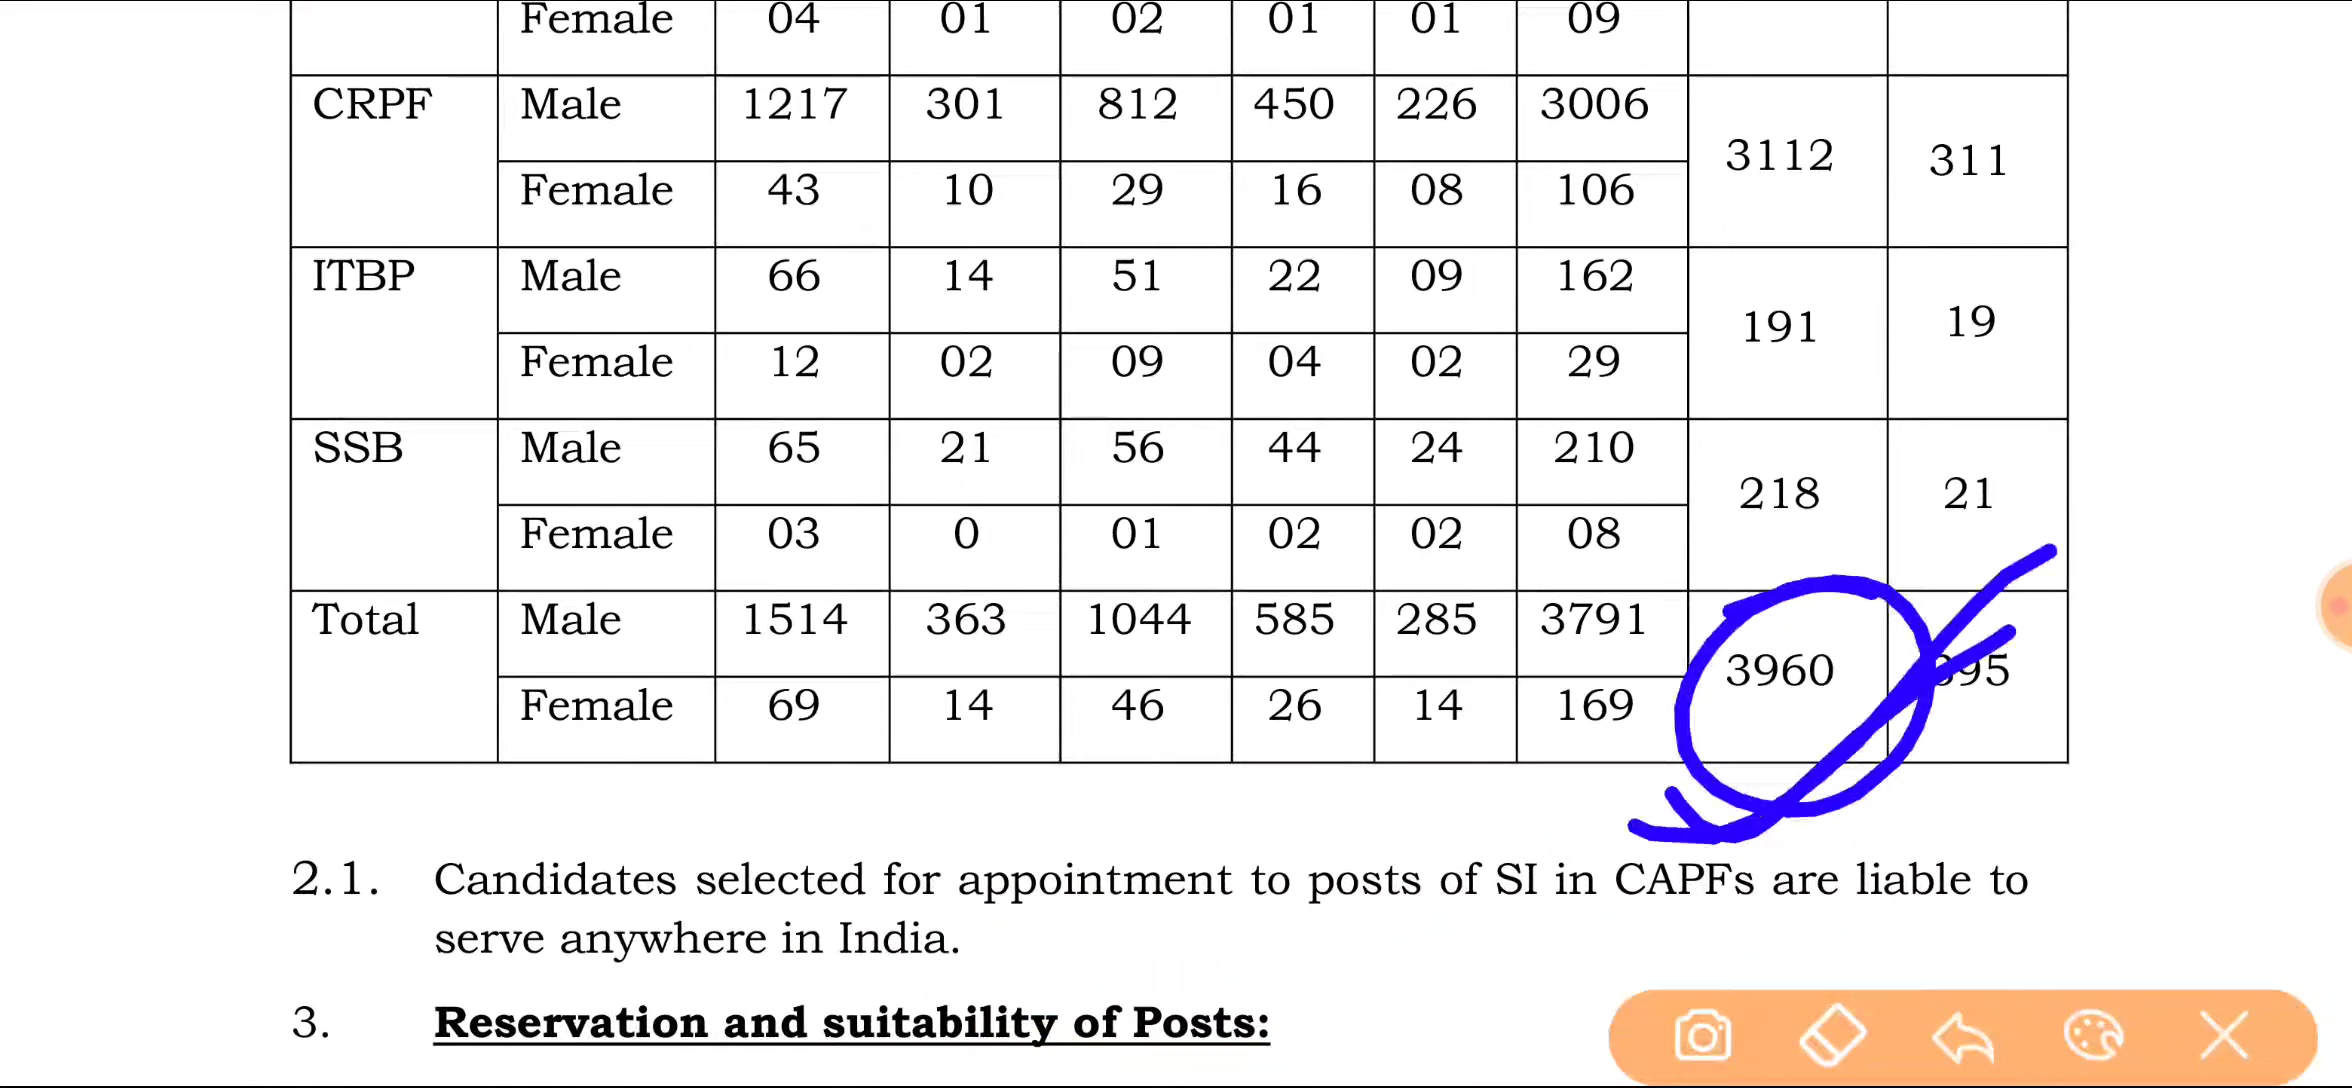 Female 04 01 02 01 01 09
CRPF Male 1217 301 812 450 226 3006 3112 311
Female 43 10 29 16 08 106
ITBP Male 66 14 51 22 09 162 191 19
Female 12 02 09 04 02 29
SSB Male 65 21 56 44 24 210 218 21
Female 03 0 01 02 02 08
Total Male 1514 363 1044 585 285 3791 3960
Female 69 14 46 26 14 169
2.1. Candidates selected for appointment to posts of SI in CAPFs are liable to
serve anywhere in India.
3. Reservation and suitability of Posts: